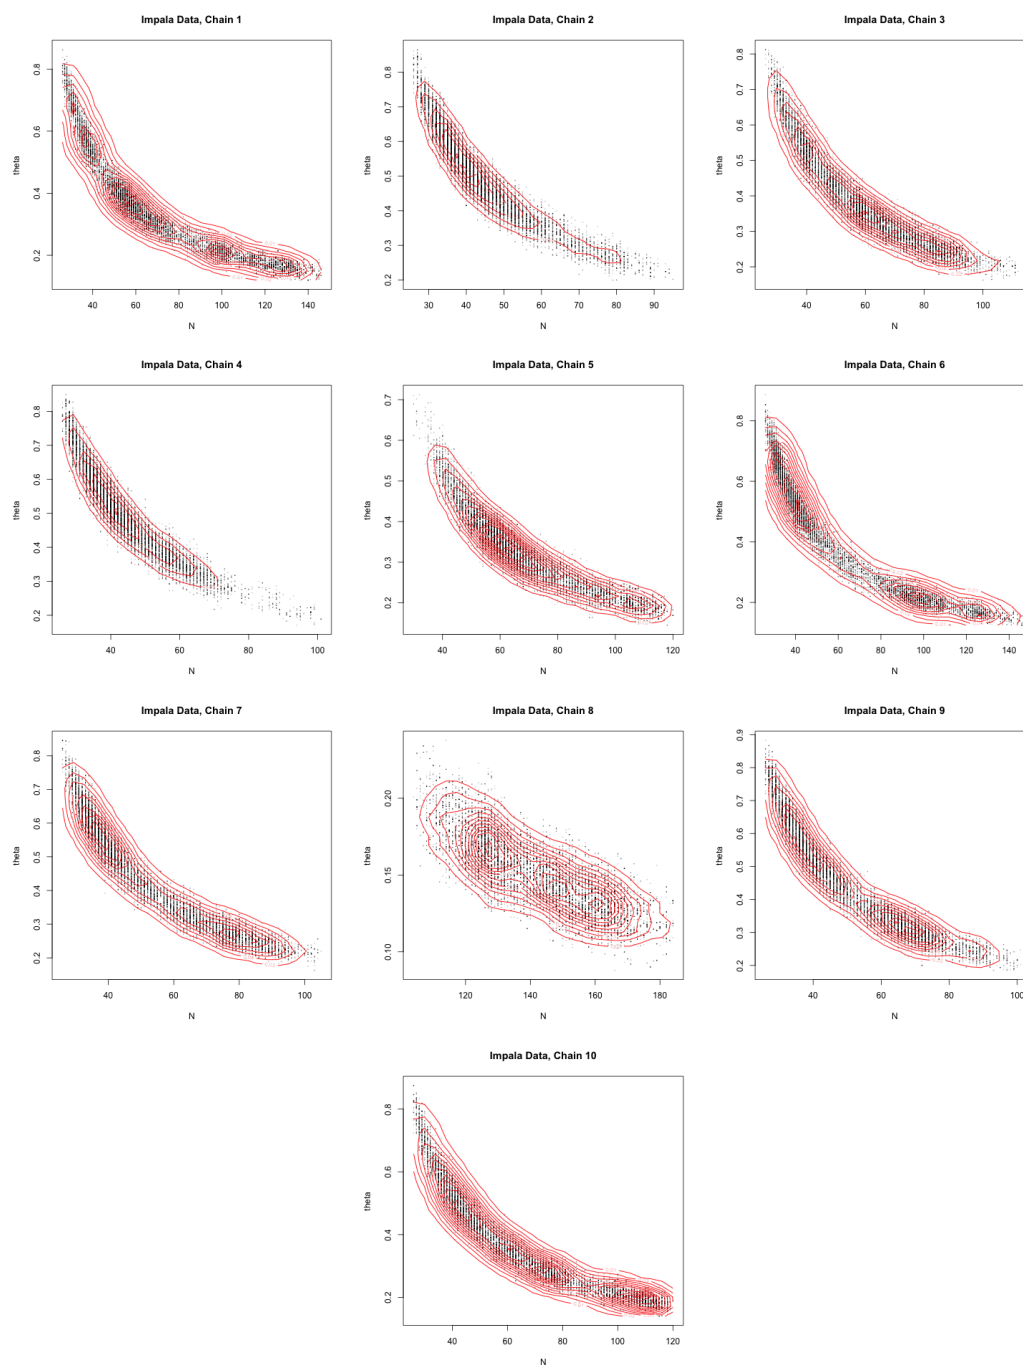 Impala Data, Chain 1
Impala Data, Chain 2
Impala Data, Chain 3
theta
0.2 0.4 0.6 0.8
40 60 80 100 120 140
N
theta
0.2 0.3 0.4 0.5 0.6 0.7 0.8
30 40 50 60 70 80 90
N
theta
0.2 0.3 0.4 0.5 0.6 0.7 0.8
40 60 80 100
N
Impala Data, Chain 4
Impala Data, Chain 5
Impala Data, Chain 6
theta
0.2 0.3 0.4 0.5 0.6 0.7 0.8
40 60 80 100
N
theta
0.2 0.3 0.4 0.5 0.6 0.7
40 60 80 100 120
N
theta
0.2 0.4 0.6 0.8
40 60 80 100 120 140
N
Impala Data, Chain 7
Impala Data, Chain 8
Impala Data, Chain 9
theta
0.2 0.3 0.4 0.5 0.6 0.7 0.8
40 60 80 100
N
theta
0.10 0.15 0.20
120 140 160 180
N
theta
0.2 0.3 0.4 0.5 0.6 0.7 0.8 0.9
40 60 80 100
N
Impala Data, Chain 10
theta
0.2 0.4 0.6 0.8
40 60 80 100 120
N